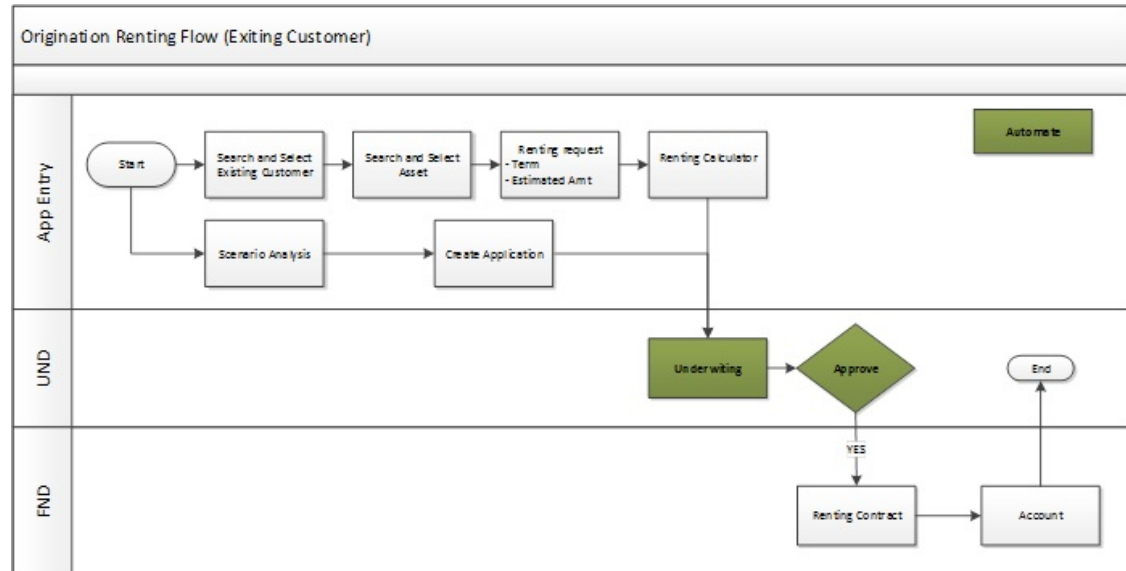 Origination Renting Flow (Exiting Customer)
App Entry
Start
Search and Select
Existing Customer
Search and Select
Asset
Renting request
- Term
- Estimated Amt
Renting Calculator
Automate
Scenario Analysis
Create Application
UND
Underwiting
Approve
End
YES
FND
Renting Contract
Account